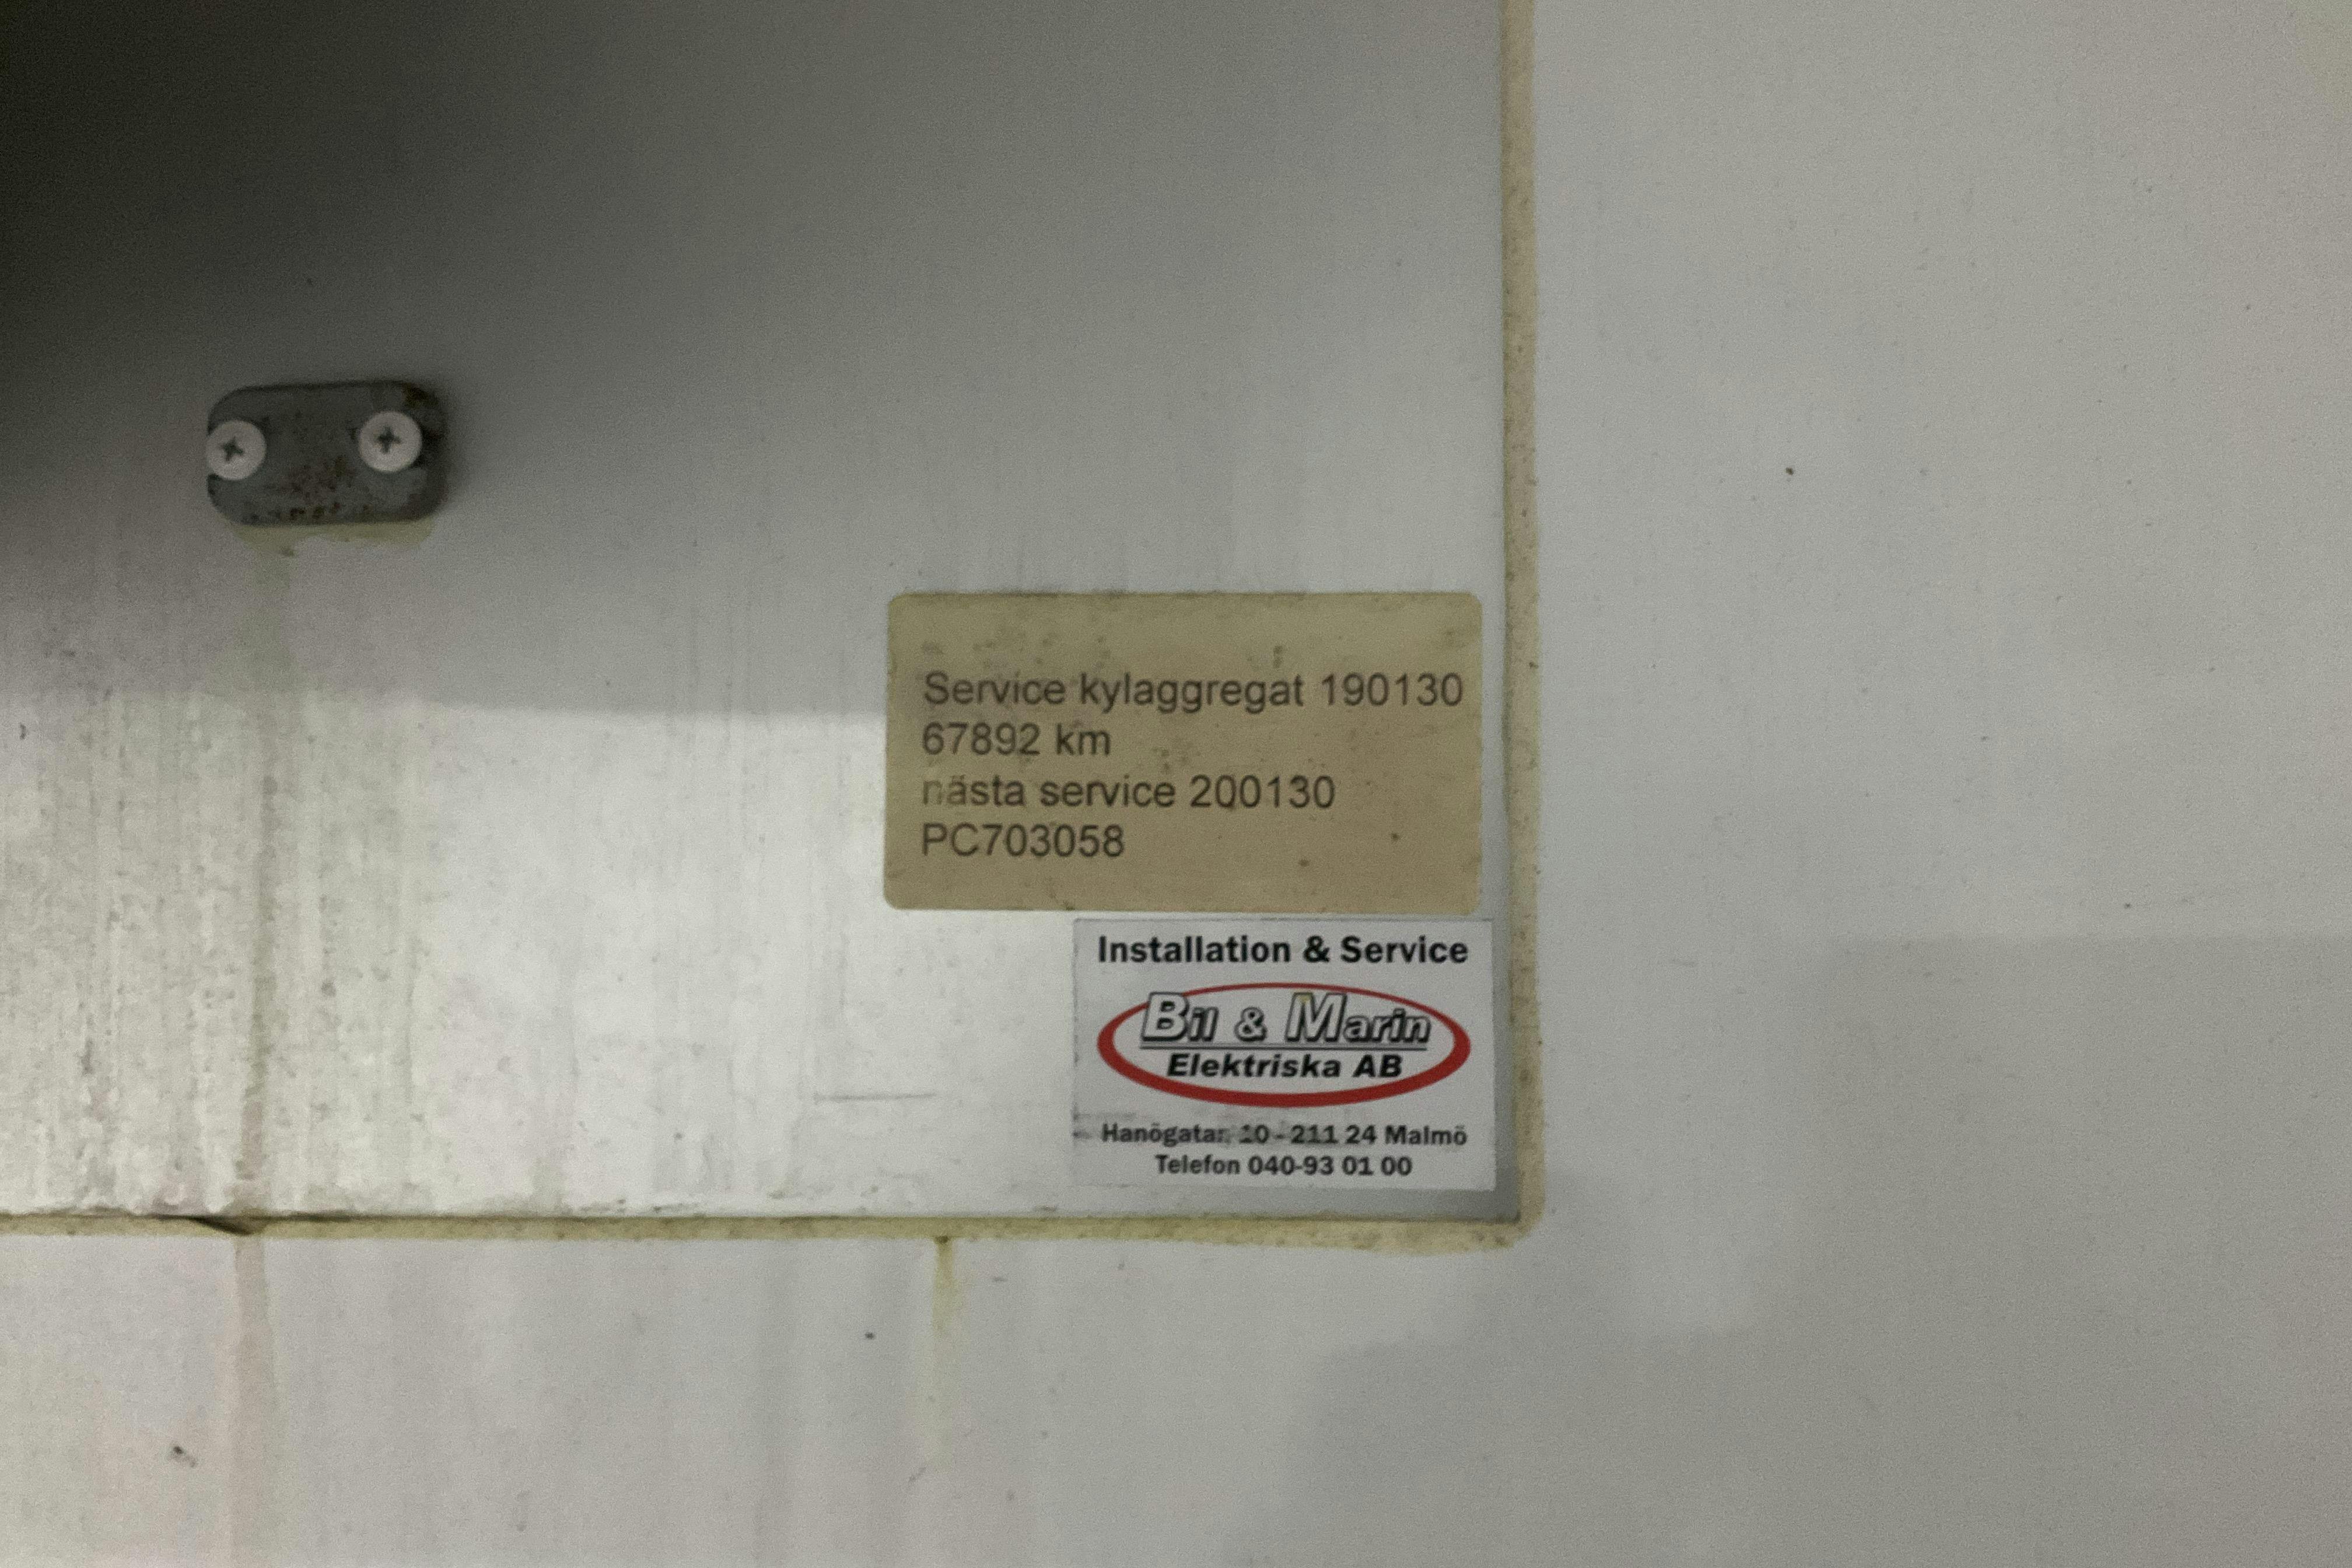 Service kylaggregat 190130
67892 km
nästa service 200130
PC703058
Installation & Service
Bil & Marin
Elektriska AB
Hanögatan 10 - 211 24 Malmö
Telefon 040-93 01 00